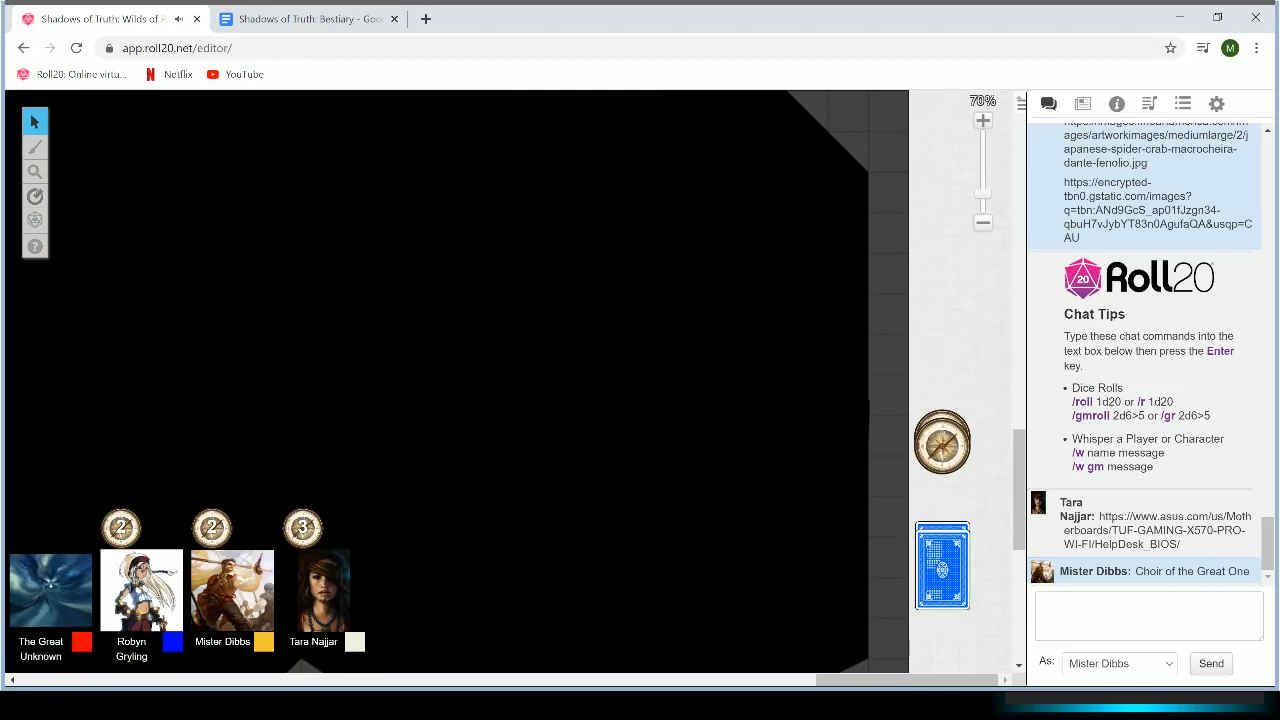 Shadows of Truth: Wilds of
Shadows of Truth: Bestiary - Goo
app.roll20.net/editor/
M
Roll20: Online virtu...
Netflix
YouTube
70%
ages/artworkimages/mediumlarge/2/j
apanese-spider-crab-macrocheira-
dante-fenolio.jpg
https://encrypted-
tbn0.gstatic.com/images?
q=tbn:ANd9GcS_ap01fJzgn34-
qbuH7vJybYT83n0AgufaQA&usqp=C
AU
20 Roll20
Chat Tips
Type these chat commands into the
text box below then press the Enter
key.
Dice Rolls
/roll 1d20 or /r 1d20
/gmroll 2d6>5 or /gr 2d6>5
Whisper a Player or Character
/w name message
/w gm message
Tara
Najjar: https://www.asus.com/us/Moth
erboards/TUF-GAMING-X570-PRO-
WI-FI/HelpDesk_BIOS/
Mister Dibbs: Choir of the Great One
As: Mister Dibbs Send
2 2 3
The Great
Unknown
Robyn
Gryling
Mister Dibbs
Tara Najjar